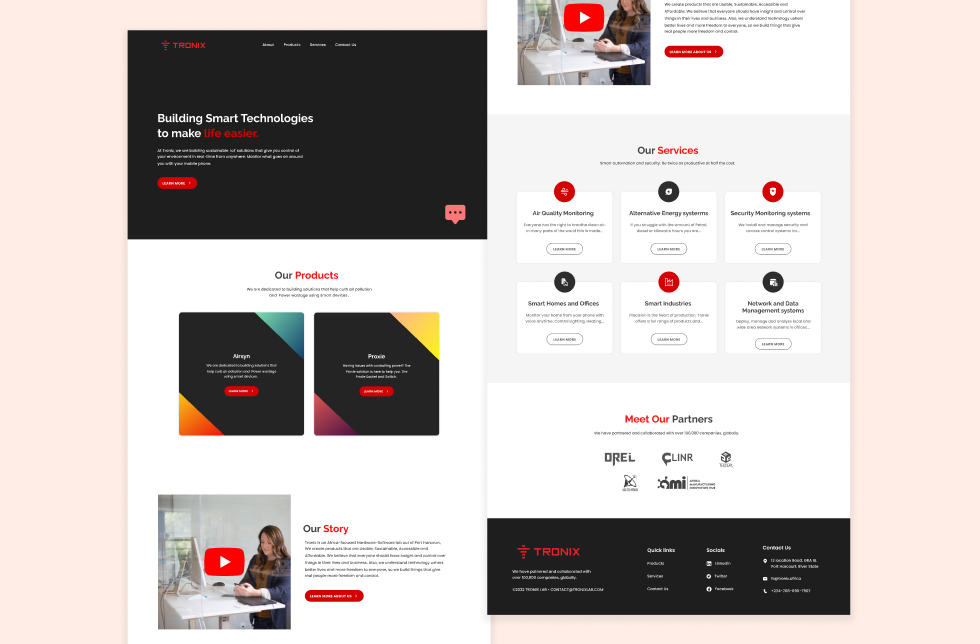 TRONIX
About Products Services Contact Us
Building Smart Technologies
to make life easier.
At Tronix, we are building sustainable IoT solutions that give you control of
your environment in real-time from anywhere. Monitor what goes on around
you with your mobile phone.
LEARN MORE
Our Products
We are dedicated to building solutions that help curb air pollution
and Power wastage using smart devices.
Airsyn
We are dedicated to building solutions that
help curb air pollution and Power wastage
using smart devices.
LEARN MORE
Proxie
Having issues with conducting power? The
Proxie solution is here to help you. The
Proxie Socket and Switch.
LEARN MORE
Our Story
Tronix is an Africa-focused Hardware-Software lab out of Port Harcourt.
We create products that are Usable, Sustainable, Accessible and
Affordable. We believe that everyone should have insight and control over
things in their lives and business. Also, we understand technology ushers
better lives and more freedom to everyone, so we build things that give
real people more freedom and control.
LEARN MORE ABOUT US
We create products that are Usable, Sustainable, Accessible and
Affordable. We believe that everyone should have insight and control over
things in their lives and business. Also, we understand technology ushers
better lives and more freedom to everyone, so we build things that give
real people more freedom and control.
LEARN MORE ABOUT US
Our Services
Smart automation and security. Be twice as productive at half the cost.
Air Quality Monitoring
Everyone has the right to breathe clean air.
In many parts of the world this is made...
LEARN MORE
Alternative Energy systerms
If you struggle with the amount of Petrol,
diesel or kilowatts hours you are...
LEARN MORE
Security Monitoring systems
We install and manage security and
access control systems to...
LEARN MORE
Smart Homes and Offices
Monitor your home from your phone with
voice anytime. Control lighting, Heating...
LEARN MORE
Smart Industries
Precision is the heart of production. Tronix
offers a full range of products and...
LEARN MORE
Network and Data
Management systems
Deploy, manage and analyze local and
wide area network systems in offices...
LEARN MORE
Meet Our Partners
We have partnered and collaborated with over 100,000 companies, globally.
OREL
CLINR
ami AFRICA
MANUFACTURING
INNOVATION HUB
TRONIX
We have patnered and collaborated with
over 100,000 companies, globally.
©2022 TRONIX LAB • CONTACT@TRONIXLAB.COM
Quick links
Products
Services
Contact Us
Socials
LinkedIn
Twitter
Facebook
Contact Us
12 location Road, GRA III.
Port Harcourt. River State
hi@tronix.africa